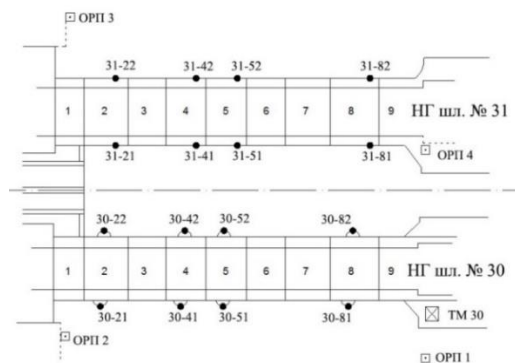 ОРП 3
31-22 31-42 31-52 31-82
1 2 3 4 5 6 7 8 9 НГ шл. № 31
31-21 31-41 31-51 31-81 ОРП 4
30-22 30-42 30-52 30-82
1 2 3 4 5 6 7 8 9 НГ шл. № 30
30-21 30-41 30-51 30-81 ТМ 30
ОРП 2
ОРП 1